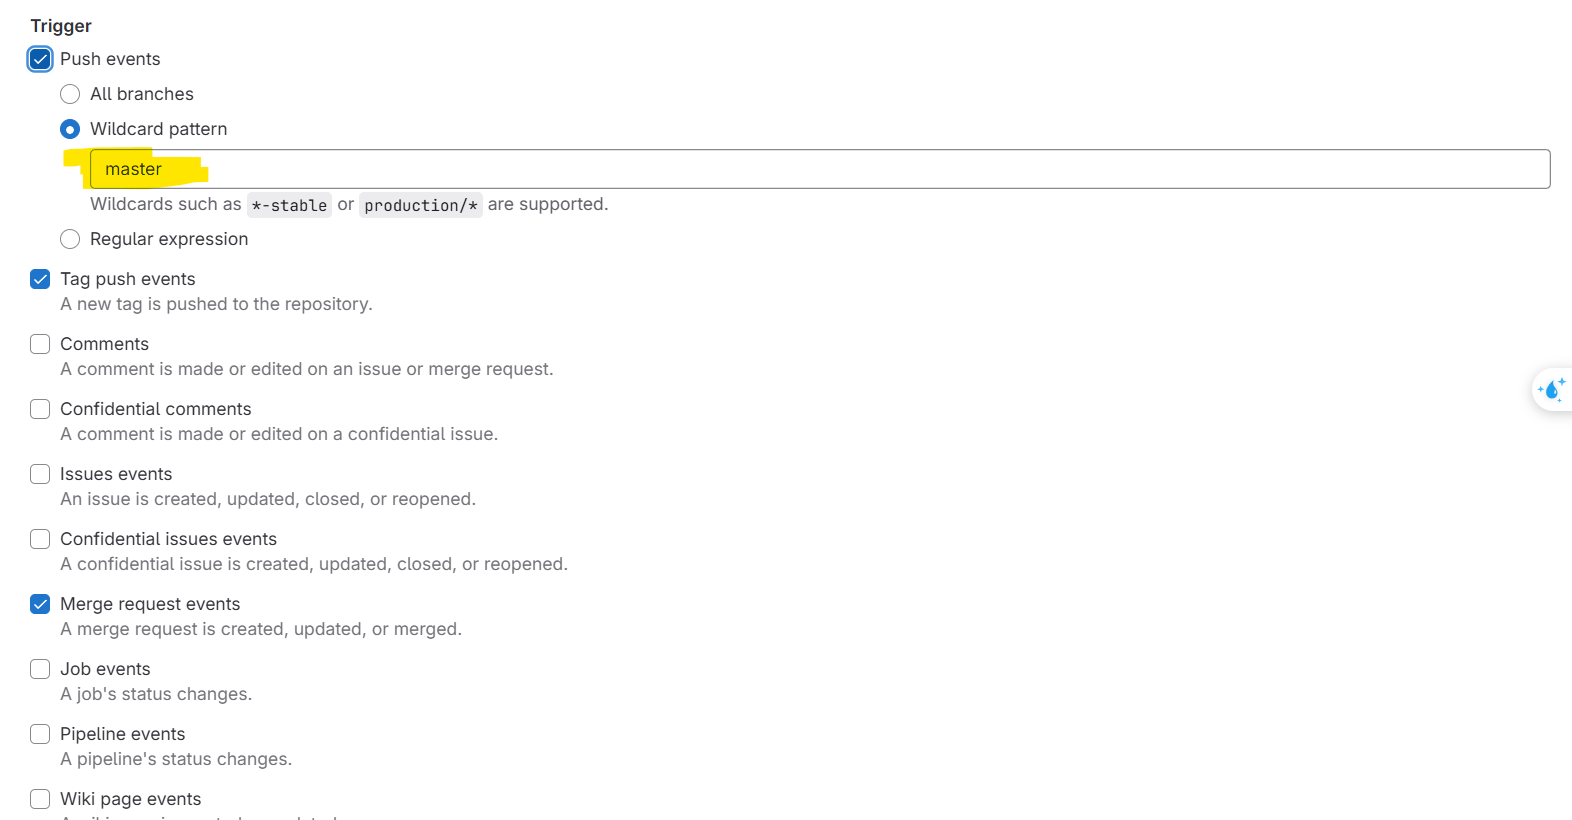 Trigger
Push events
All branches
Wildcard pattern
master
Wildcards such as *-stable or production/* are supported.
Regular expression
Tag push events
A new tag is pushed to the repository.
Comments
A comment is made or edited on an issue or merge request.
Confidential comments
A comment is made or edited on a confidential issue.
Issues events
An issue is created, updated, closed, or reopened.
Confidential issues events
A confidential issue is created, updated, closed, or reopened.
Merge request events
A merge request is created, updated, or merged.
Job events
A job's status changes.
Pipeline events
A pipeline's status changes.
Wiki page events